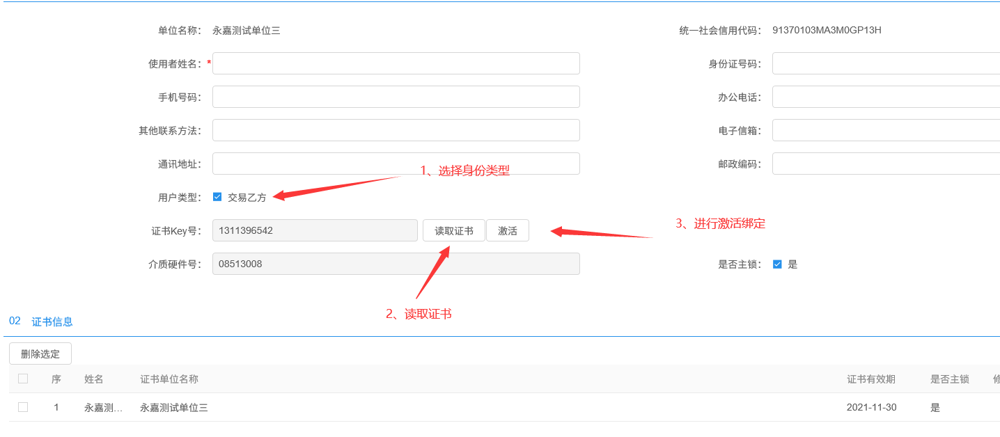 单位名称： 永嘉测试单位三 统一社会信用代码： 91370103MA3M0GP13H
使用者姓名： * 身份证号码：
手机号码： 办公电话：
其他联系方法： 电子信箱：
通讯地址： 邮政编码：
1、选择身份类型
用户类型： 交易乙方
3、进行激活绑定
证书Key号： 1311396542 读取证书 激活
介质硬件号： 08513008 是否主锁： 是
2、读取证书
02 证书信息
删除选定
序 姓名 证书单位名称 证书有效期 是否主锁
1 永嘉测... 永嘉测试单位三 2021-11-30 是